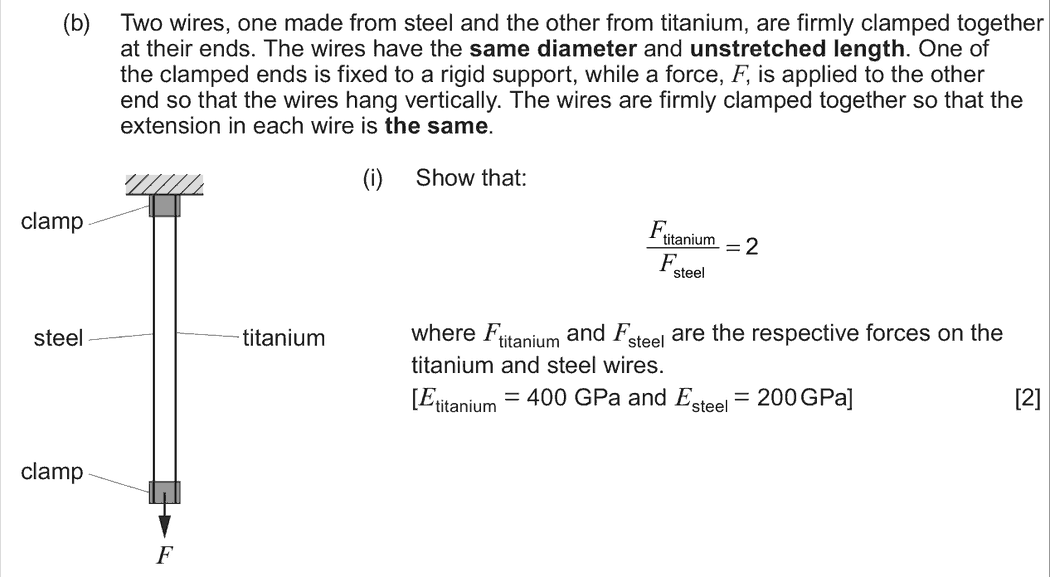 (b) Two wires, one made from steel and the other from titanium, are firmly clamped together
at their ends. The wires have the same diameter and unstretched length. One of
the clamped ends is fixed to a rigid support, while a force, F, is applied to the other
end so that the wires hang vertically. The wires are firmly clamped together so that the
extension in each wire is the same.
(i) Show that:
clamp
F_titanium / F_steel = 2
steel
titanium
where F_titanium and F_steel are the respective forces on the
titanium and steel wires.
[E_titanium = 400 GPa and E_steel = 200 GPa] [2]
clamp
F